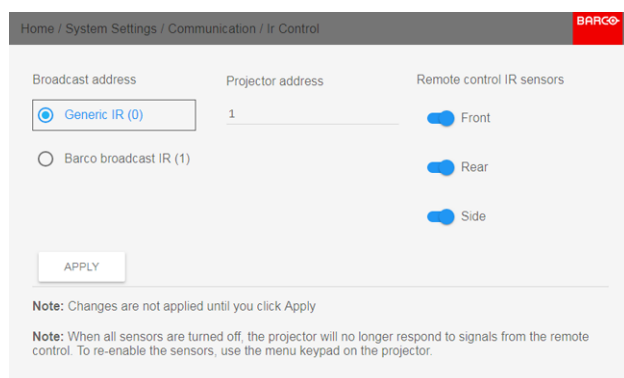 Home / System Settings / Communication / Ir Control
BARCO
Broadcast address
Projector address
Remote control IR sensors
Generic IR (0)
1
Front
Barco broadcast IR (1)
Rear
Side
APPLY
Note: Changes are not applied until you click Apply
Note: When all sensors are turned off, the projector will no longer respond to signals from the remote
control. To re-enable the sensors, use the menu keypad on the projector.